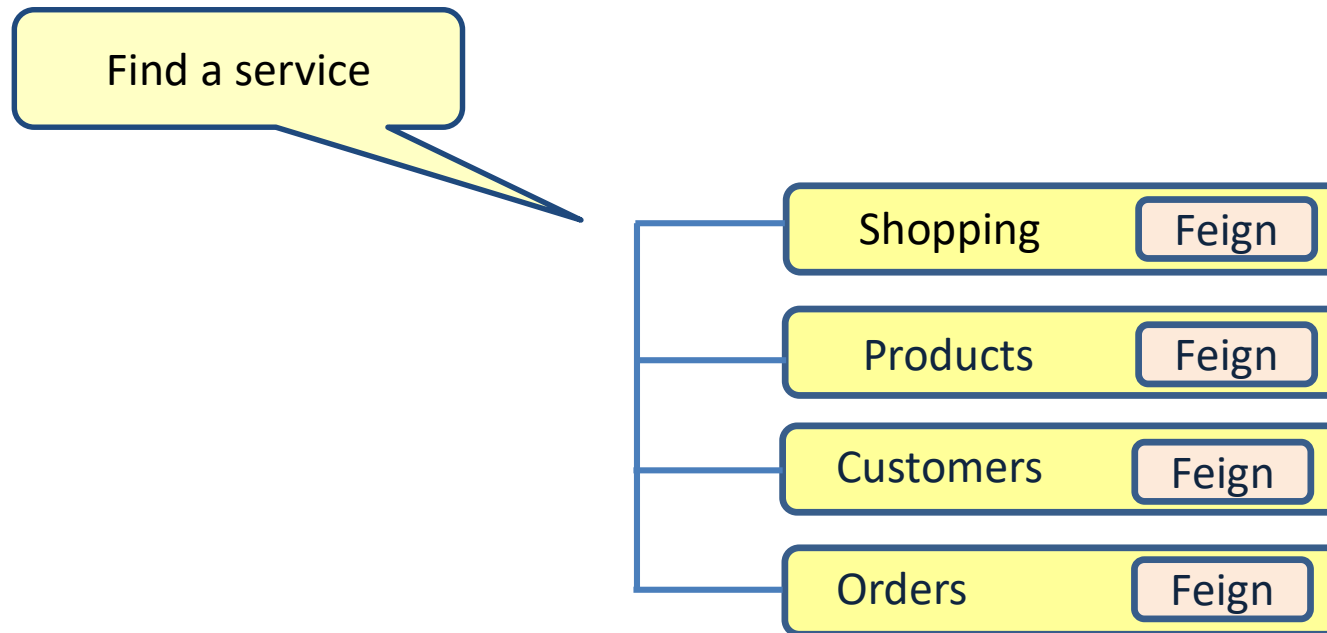 Find a service
Shopping Feign
Products Feign
Customers Feign
Orders Feign